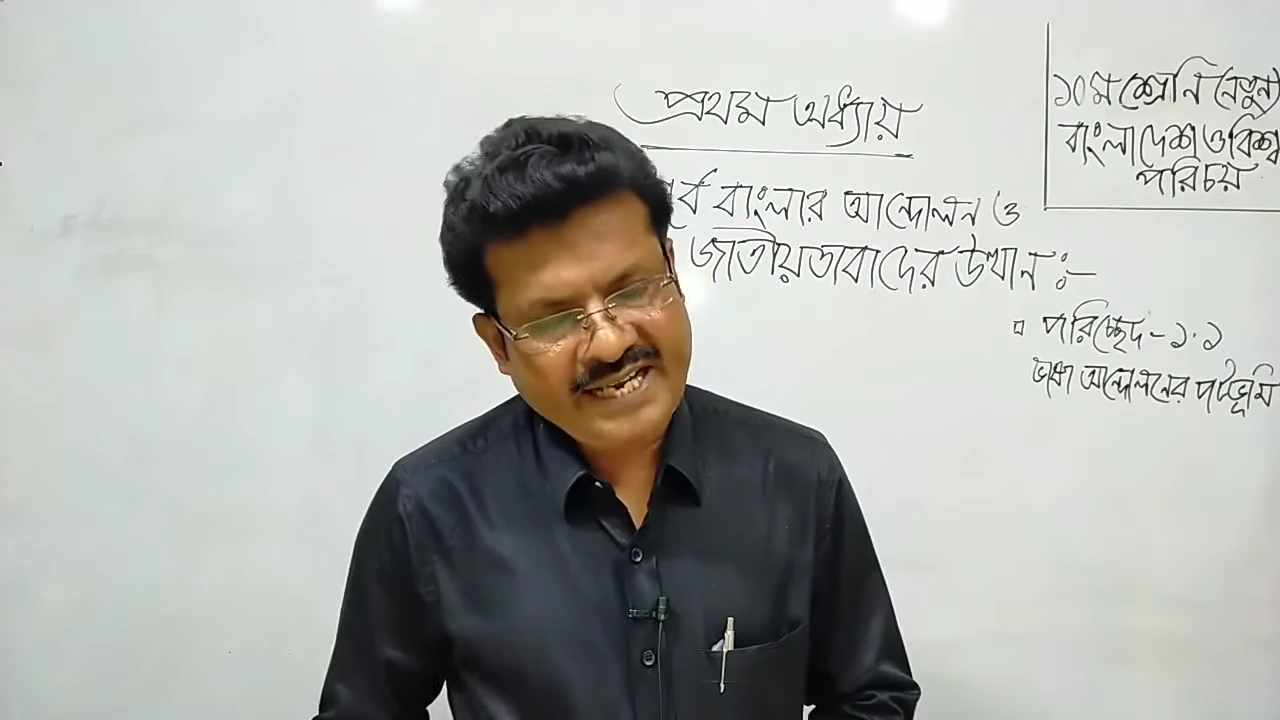 প্রথম অধ্যায়
র্ব বাংলার আন্দোলন ও
জাতীয়তাবাদের উত্থান :-
১০ম শ্রেনি (নতুন)
বাংলাদেশ ও বিশ্ব
পরিচয়
পরিচ্ছেদ - ১.১
ভাষা আন্দোলনের পটভূমি